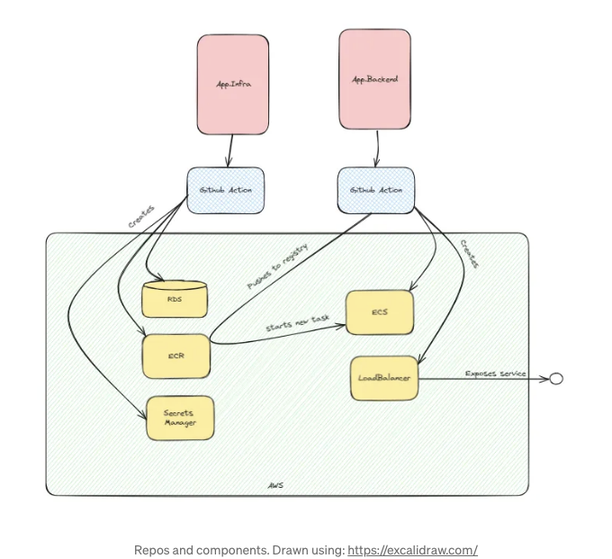 App.Infra
App.Backend
Github Action
Github Action
Creates
Creates
Pushes to registry
RDS
ECS
starts new task
ECR
LoadBalancer
Exposes service
Secrets
Manager
AWS
Repos and components. Drawn using: https://excalidraw.com/